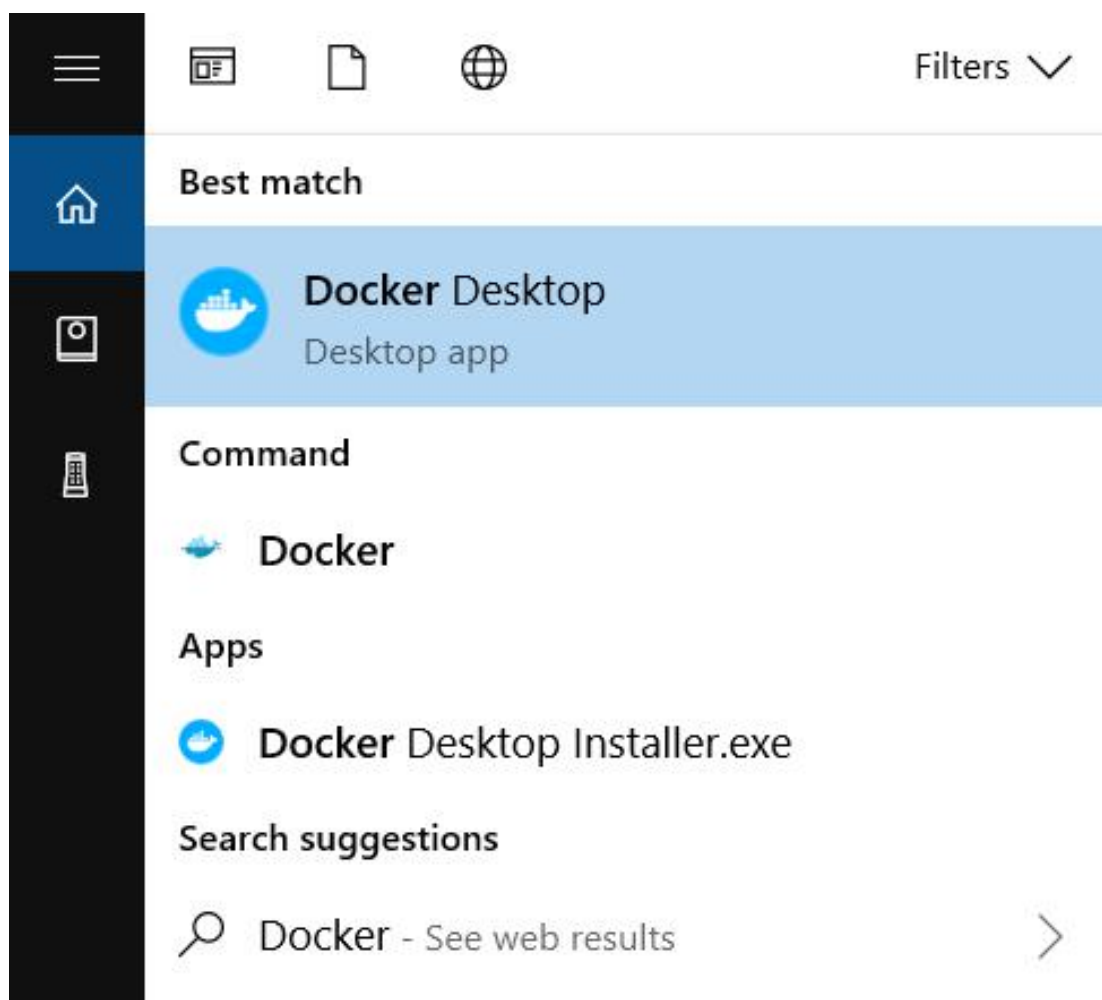 Filters
Best match
Docker Desktop
Desktop app
Command
Docker
Apps
Docker Desktop Installer.exe
Search suggestions
Docker - See web results